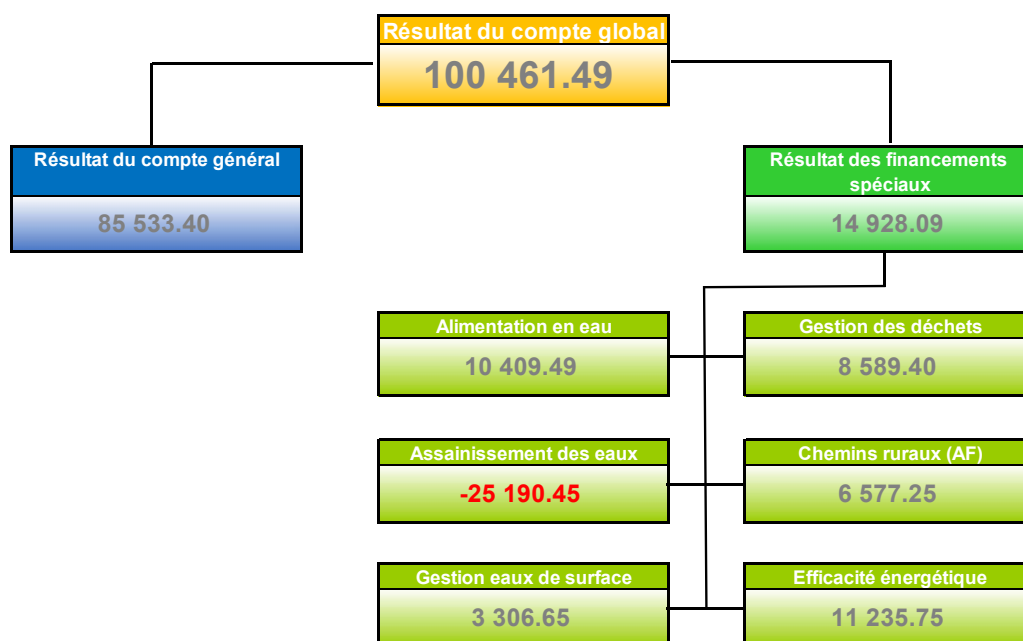 Résultat du compte global
100 461.49
Résultat du compte général
85 533.40
Résultat des financements
spéciaux
14 928.09
Alimentation en eau
10 409.49
Gestion des déchets
8 589.40
Assainissement des eaux
-25 190.45
Chemins ruraux (AF)
6 577.25
Gestion eaux de surface
3 306.65
Efficacité énergétique
11 235.75